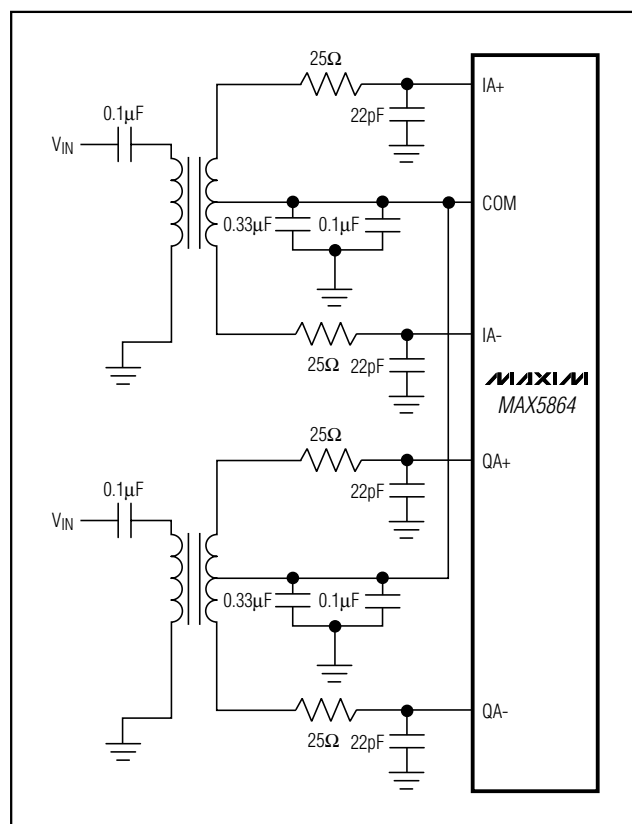 25Ω
IA+
0.1μF
22pF
VIN
COM
0.33μF
0.1μF
IA-
25Ω
22pF
MAXIM
MAX5864
25Ω
QA+
0.1μF
22pF
VIN
0.33μF
0.1μF
QA-
25Ω
22pF